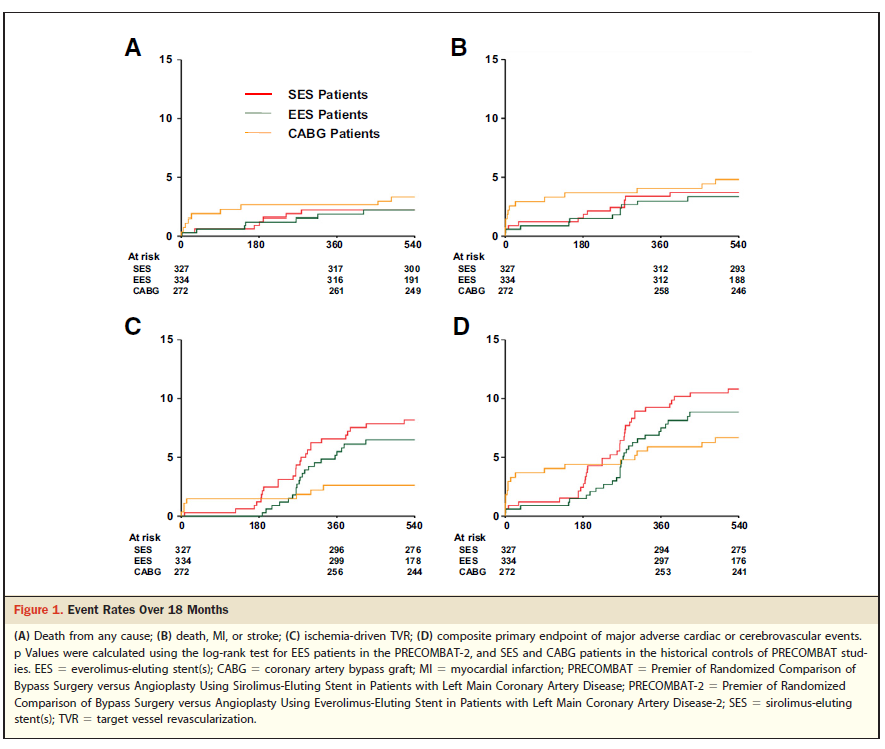 A
15
10
5
0
0 180 360 540
SES Patients
EES Patients
CABG Patients
At risk
SES 327 317 300
EES 334 316 191
CABG 272 261 249
B
15
10
5
0
0 180 360 540
At risk
SES 327 312 293
EES 334 312 188
CABG 272 258 246
C
15
10
5
0
0 180 360 540
At risk
SES 327 296 276
EES 334 299 178
CABG 272 256 244
D
15
10
5
0
0 180 360 540
At risk
SES 327 294 275
EES 334 297 176
CABG 272 253 241
Figure 1. Event Rates Over 18 Months
(A) Death from any cause; (B) death, MI, or stroke; (C) ischemia-driven TVR; (D) composite primary endpoint of major adverse cardiac or cerebrovascular events.
p Values were calculated using the log-rank test for EES patients in the PRECOMBAT-2, and SES and CABG patients in the historical controls of PRECOMBAT stud-
ies. EES = everolimus-eluting stent(s); CABG = coronary artery bypass graft; MI = myocardial infarction; PRECOMBAT = Premier of Randomized Comparison of
Bypass Surgery versus Angioplasty Using Sirolimus-Eluting Stent in Patients with Left Main Coronary Artery Disease; PRECOMBAT-2 = Premier of Randomized
Comparison of Bypass Surgery versus Angioplasty Using Everolimus-Eluting Stent in Patients with Left Main Coronary Artery Disease-2; SES = sirolimus-eluting
stent(s); TVR = target vessel revascularization.